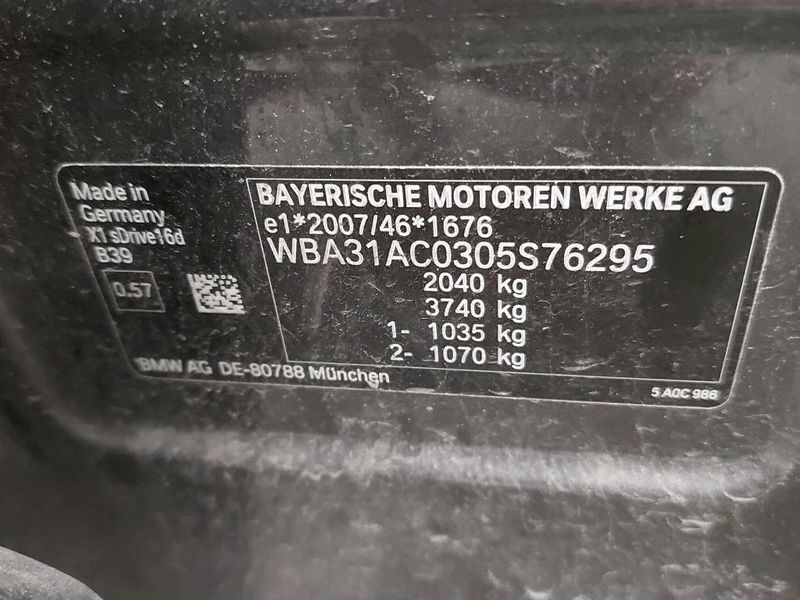 Made in
Germany
X1 sDrive16d
B39
0.57
BAYERISCHE MOTOREN WERKE AG
e1*2007/46*1676
WBA31AC0305S76295
2040 kg
3740 kg
1- 1035 kg
2- 1070 kg
BMW AG DE-80788 München
5 A0C 986